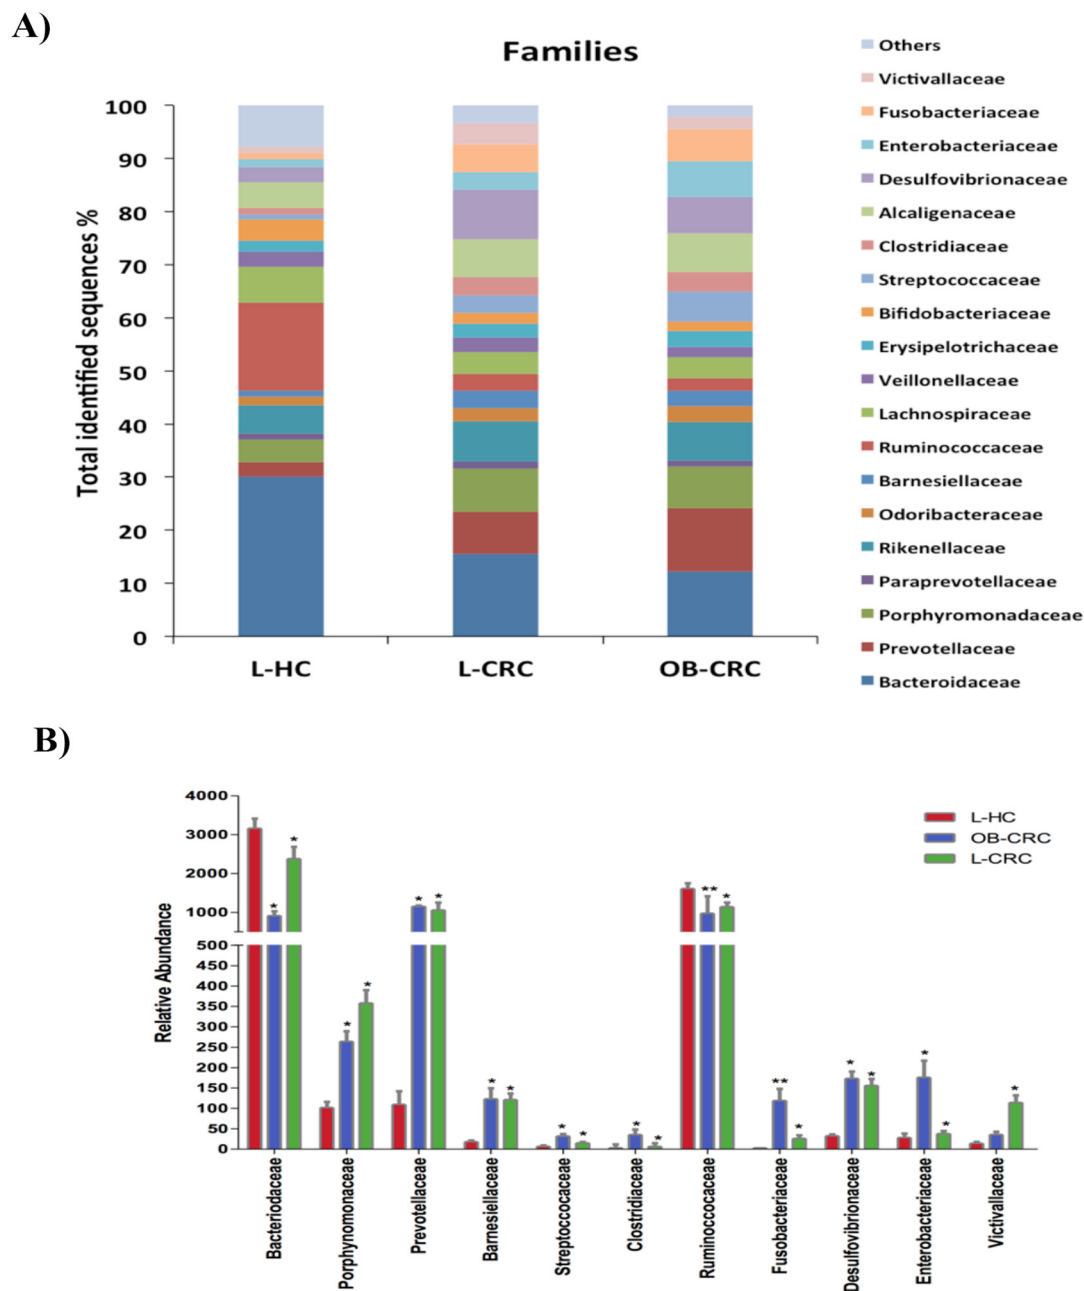 A)
Families
Total identified sequences %
100
90
80
70
60
50
40
30
20
10
0
L-HC
L-CRC
OB-CRC
Others
Victivallaceae
Fusobacteriaceae
Enterobacteriaceae
Desulfovibrionaceae
Alcaligenaceae
Clostridiaceae
Streptococcaceae
Bifidobacteriaceae
Erysipelotrichaceae
Veillonellaceae
Lachnospiraceae
Ruminococcaceae
Barnesiellaceae
Odoribacteraceae
Rikenellaceae
Paraprevotellaceae
Porphyromonadaceae
Prevotellaceae
Bacteroidaceae
B)
Relative Abundance
4000
3000
2000
1000
500
450
400
350
300
250
200
150
100
50
0
* *
* *
* *
* *
* *
* *
** *
** *
* *
* *
*
L-HC
OB-CRC
L-CRC
Bacteriodaceae
Porphynomonaceae
Prevotellaceae
Barnesiellaceae
Streptoccocaceae
Clostridiaceae
Ruminoccocaceae
Fusobacteriaceae
Desulfovibrionaceae
Enterobacteriaceae
Victivallaceae